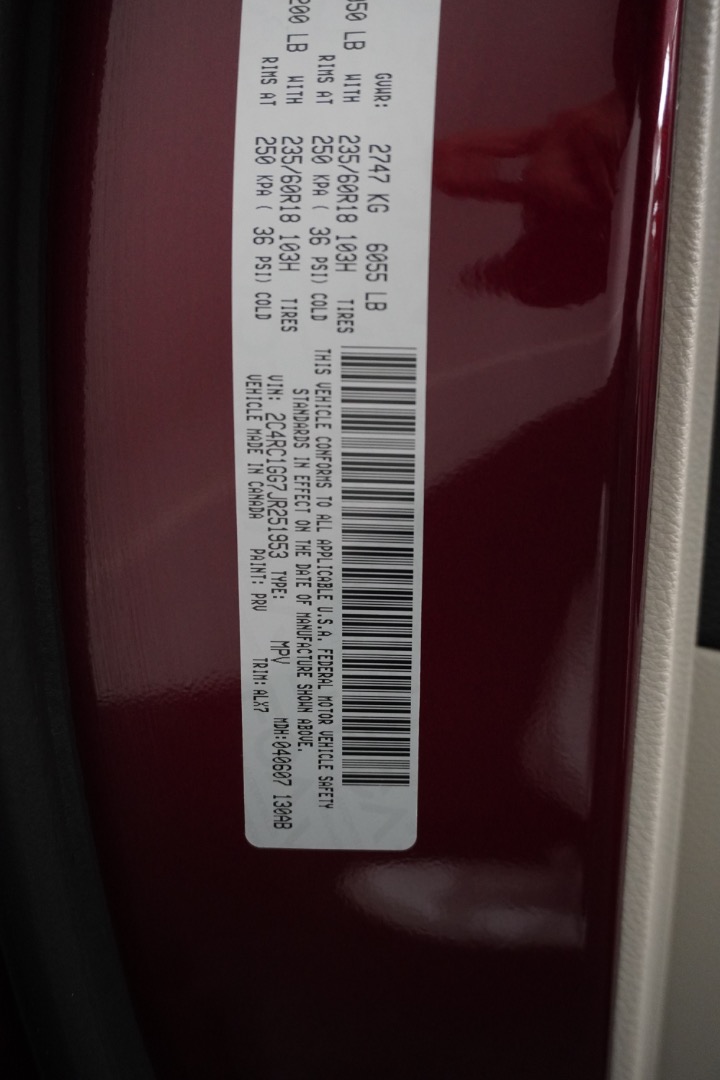 GVWR: 2747 KG 6055 LB
LB WITH 235/60R18 103H TIRES
RIMS AT 250 KPA ( 36 PSI) COLD
200 LB WITH 235/60R18 103H TIRES
RIMS AT 250 KPA ( 36 PSI) COLD
THIS VEHICLE CONFORMS TO ALL APPLICABLE U.S.A. FEDERAL MOTOR VEHICLE SAFETY
STANDARDS IN EFFECT ON THE DATE OF MANUFACTURE SHOWN ABOVE.
VIN: 2C4RC1GG7JR251953 TYPE: MPV MDH:040607 130AB
VEHICLE MADE IN CANADA PAINT: PRV TRIM: ALX7